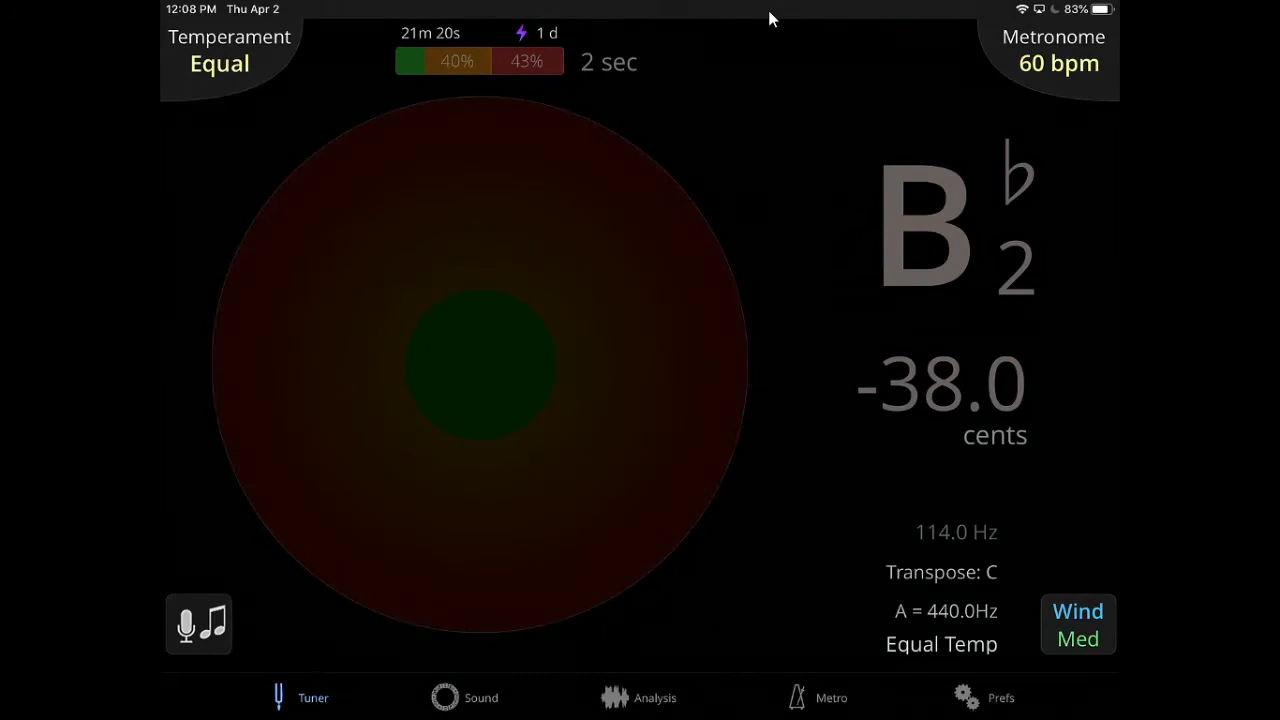 12:08 PM Thu Apr 2
83%
Temperament
Equal
21m 20s
1 d
40%
43%
2 sec
Metronome
60 bpm
B♭2
-38.0
cents
114.0 Hz
Transpose: C
A = 440.0Hz
Equal Temp
Wind
Med
Tuner
Sound
Analysis
Metro
Prefs